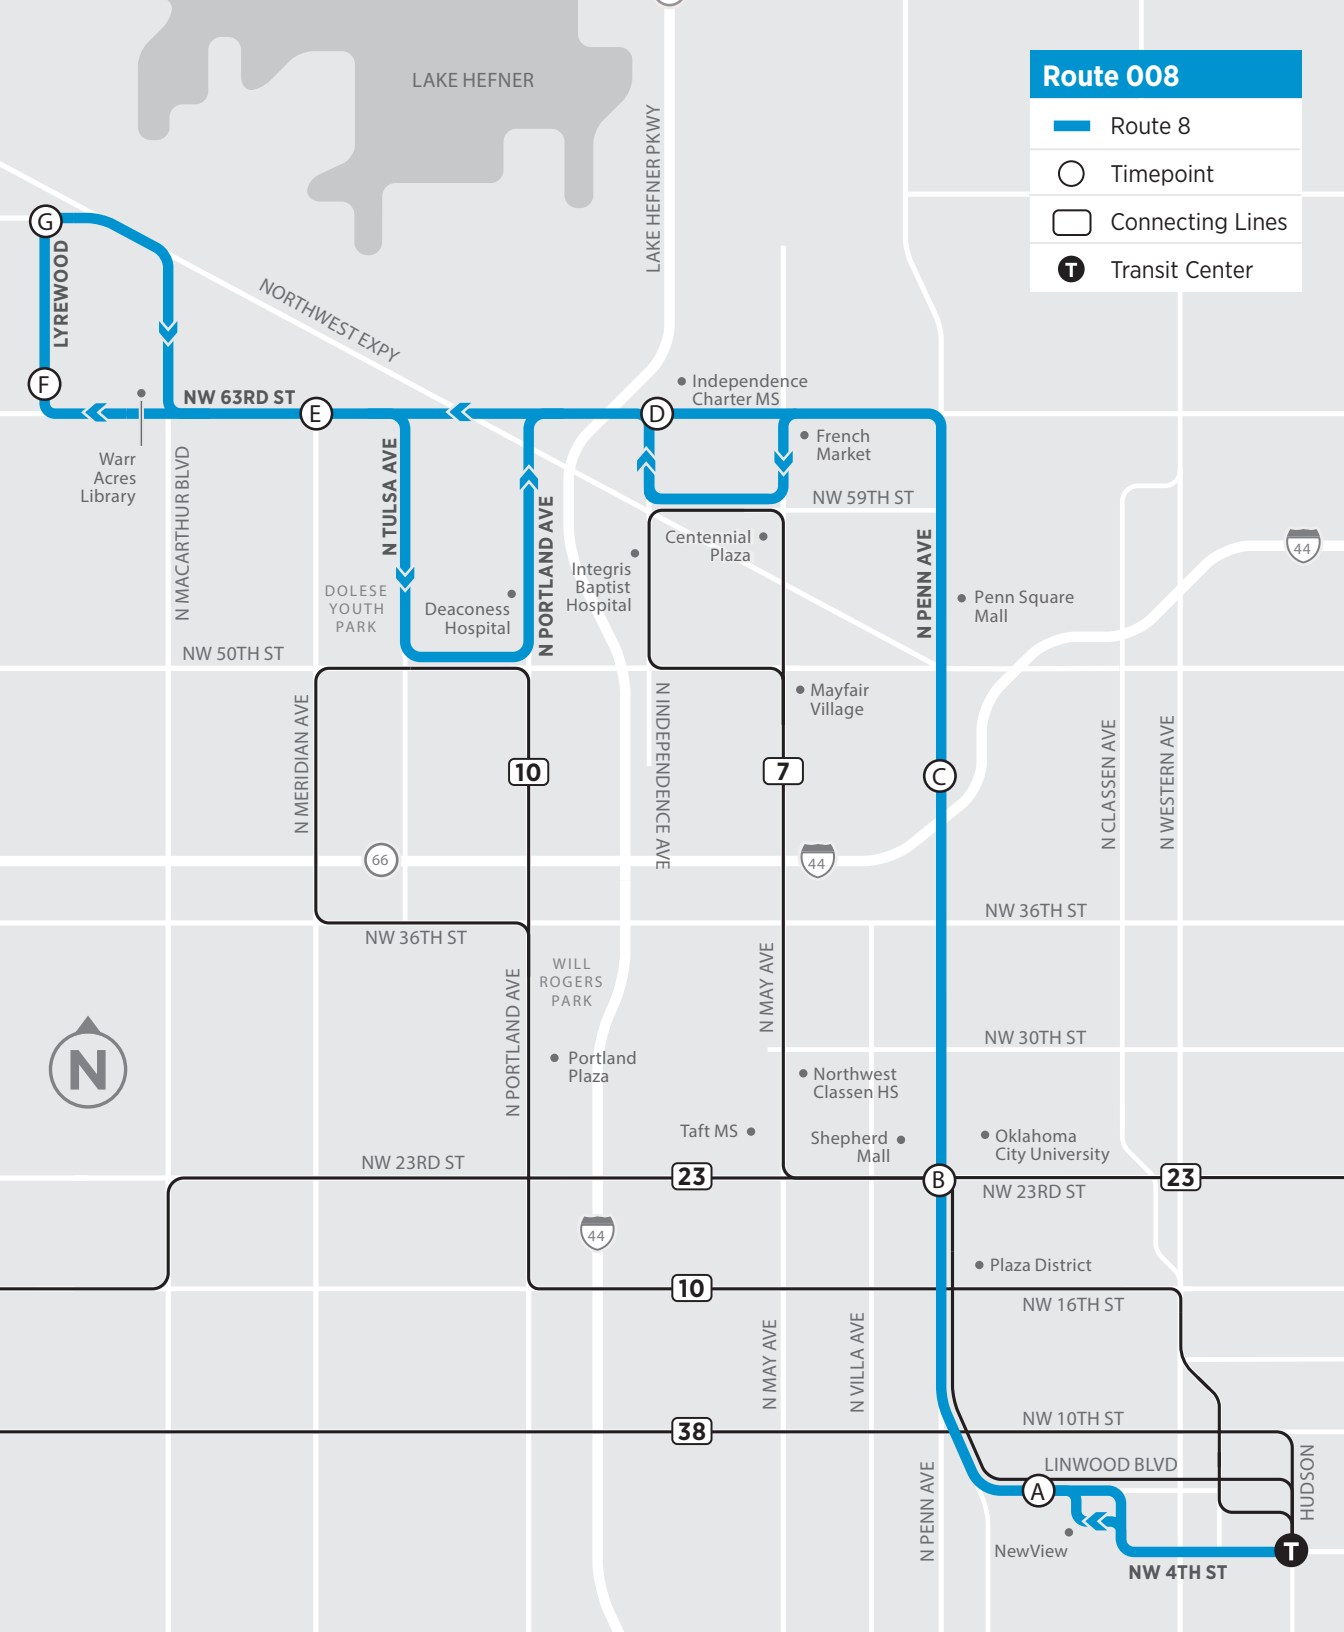 LAKE HEFNER
LAKE HEFNER PKWY
Route 008
Route 8
Timepoint
Connecting Lines
T
Transit Center
G
LYREWOOD
NORTHWEST EXPY
F
NW 63RD ST
E
D
Independence
Charter MS
French
Market
Warr
Acres
Library
N MACARTHUR BLVD
N TULSA AVE
N PORTLAND AVE
NW 59TH ST
Centennial
Plaza
Integris
Baptist
Hospital
N PENN AVE
44
DOLESE
YOUTH
PARK
Deaconess
Hospital
Penn Square
Mall
NW 50TH ST
Mayfair
Village
N MERIDIAN AVE
N INDEPENDENCE AVE
10
7
C
N CLASSEN AVE
N WESTERN AVE
66
44
NW 36TH ST
NW 36TH ST
WILL
ROGERS
PARK
N PORTLAND AVE
N MAY AVE
NW 30TH ST
N
Portland
Plaza
Northwest
Classen HS
Taft MS
Shepherd
Mall
Oklahoma
City University
NW 23RD ST
23
B
23
NW 23RD ST
44
Plaza District
10
NW 16TH ST
N MAY AVE
N VILLA AVE
38
NW 10TH ST
LINWOOD BLVD
HUDSON
N PENN AVE
A
NewView
T
NW 4TH ST